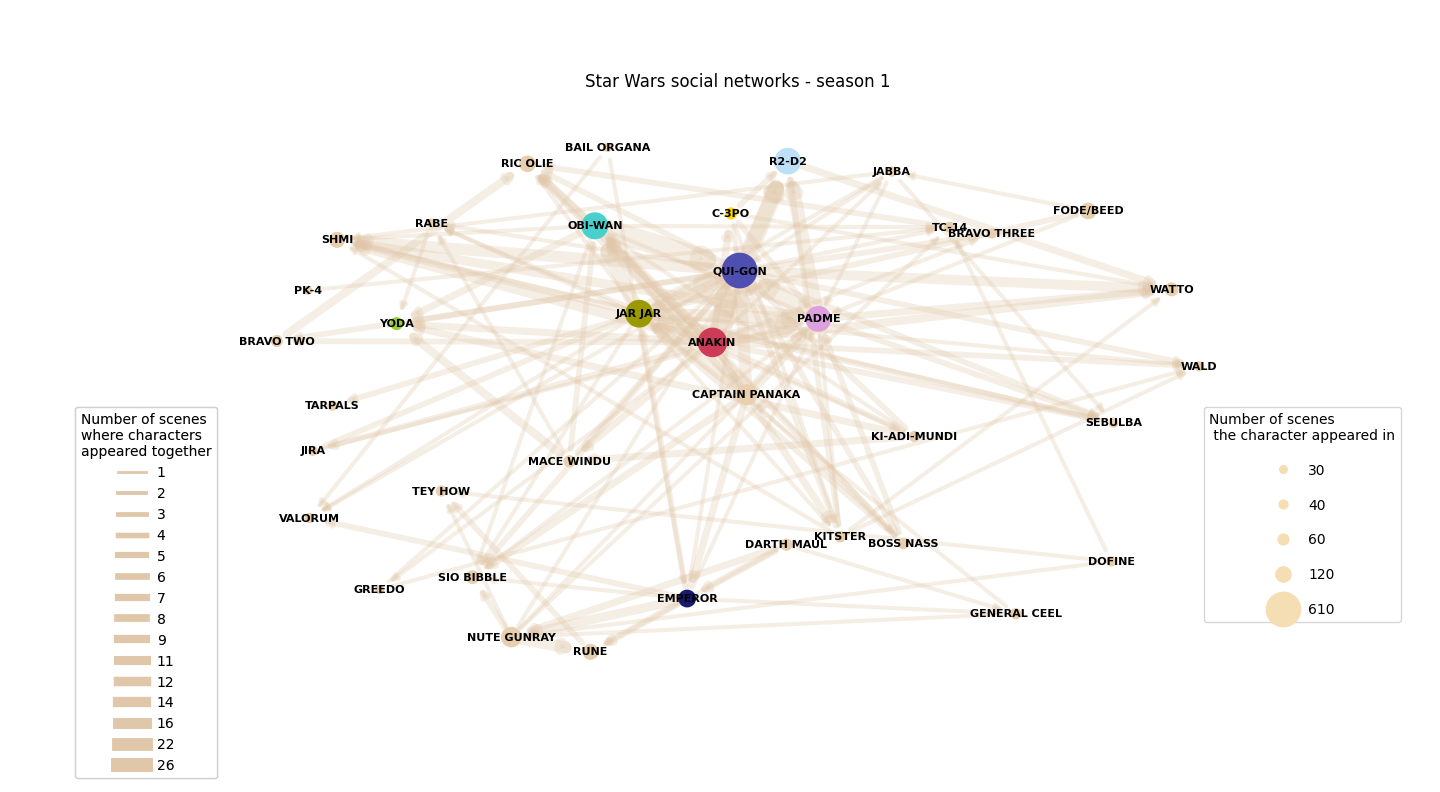 Star Wars social networks - season 1
BAIL ORGANA
RIC OLIE
R2-D2
JABBA
C-3PO
FODE/BEED
RABE
OBI-WAN
TC-14
BRAVO THREE
SHMI
QUI-GON
PK-4
WATTO
JAR JAR
PADME
YODA
BRAVO TWO
ANAKIN
WALD
CAPTAIN PANAKA
TARPALS
SEBULBA
JIRA
KI-ADI-MUNDI
MACE WINDU
TEY HOW
VALORUM
KITSTER
DARTH MAUL
BOSS NASS
DOFINE
SIO BIBBLE
GREEDO
EMPEROR
GENERAL CEEL
NUTE GUNRAY
RUNE
Number of scenes
where characters
appeared together
1
2
3
4
5
6
7
8
9
11
12
14
16
22
26
Number of scenes
the character appeared in
30
40
60
120
610